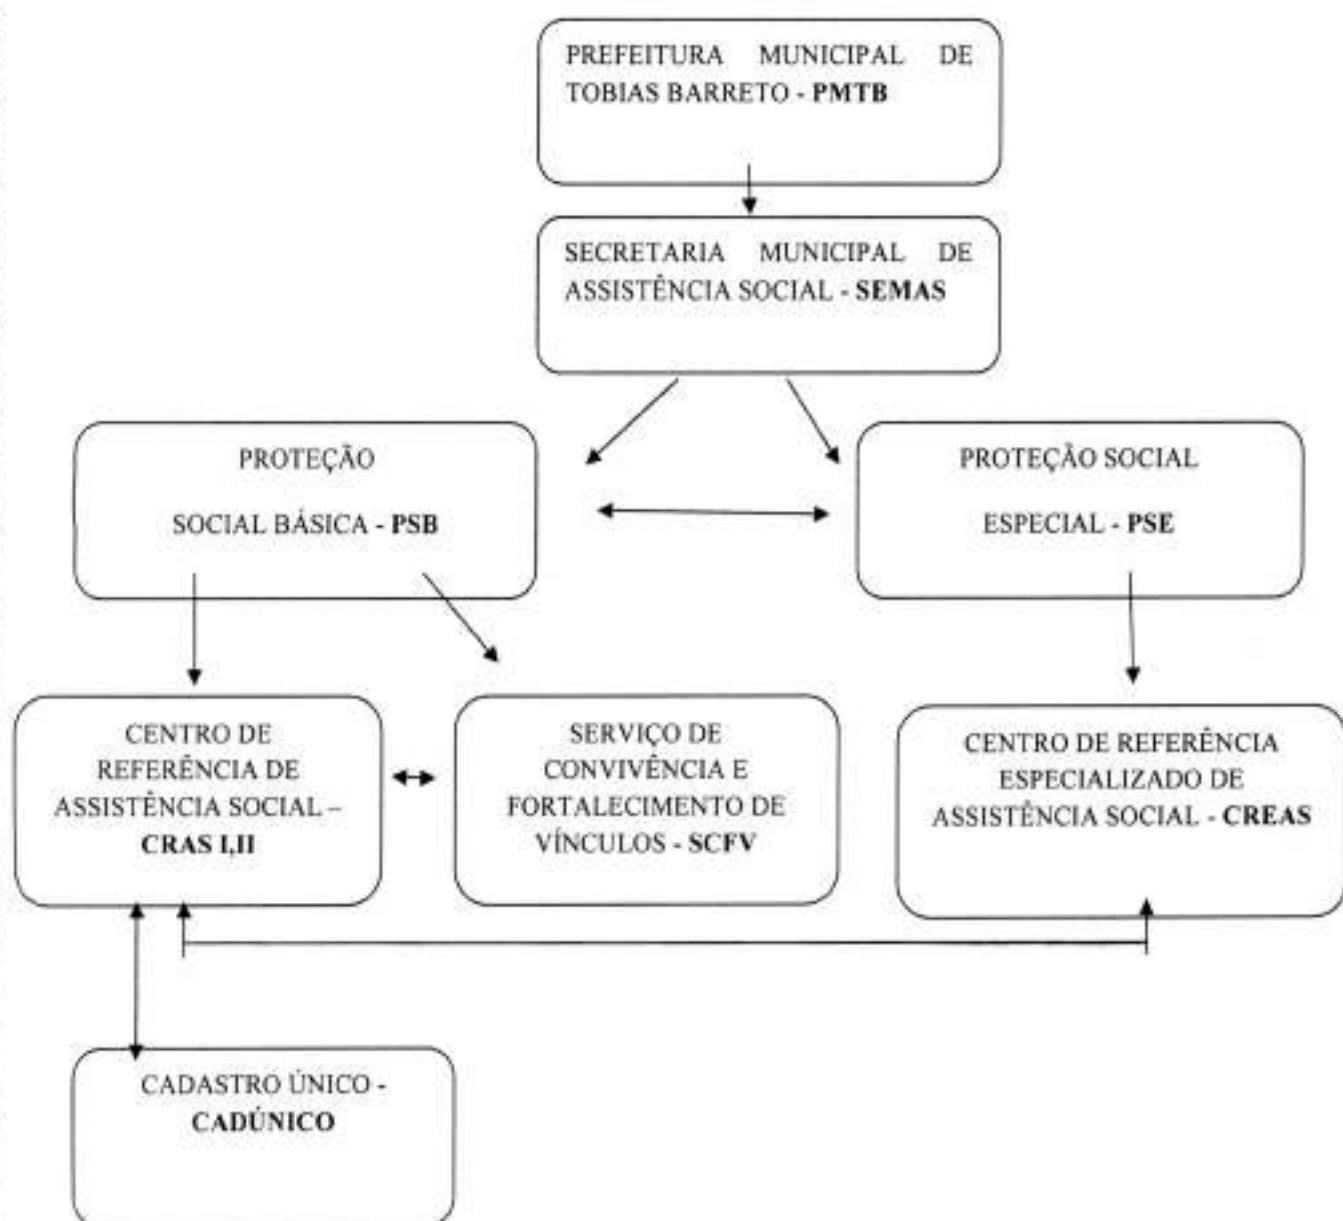 PREFEITURA MUNICIPAL DE
TOBIAS BARRETO - PMTB
SECRETARIA MUNICIPAL DE
ASSISTÊNCIA SOCIAL - SEMAS
PROTEÇÃO
SOCIAL BÁSICA - PSB
PROTEÇÃO SOCIAL
ESPECIAL - PSE
CENTRO DE
REFERÊNCIA DE
ASSISTÊNCIA SOCIAL –
CRAS I,II
SERVIÇO DE
CONVIVÊNCIA E
FORTALECIMENTO DE
VÍNCULOS - SCFV
CENTRO DE REFERÊNCIA
ESPECIALIZADO DE
ASSISTÊNCIA SOCIAL - CREAS
CADASTRO ÚNICO -
CADÚNICO